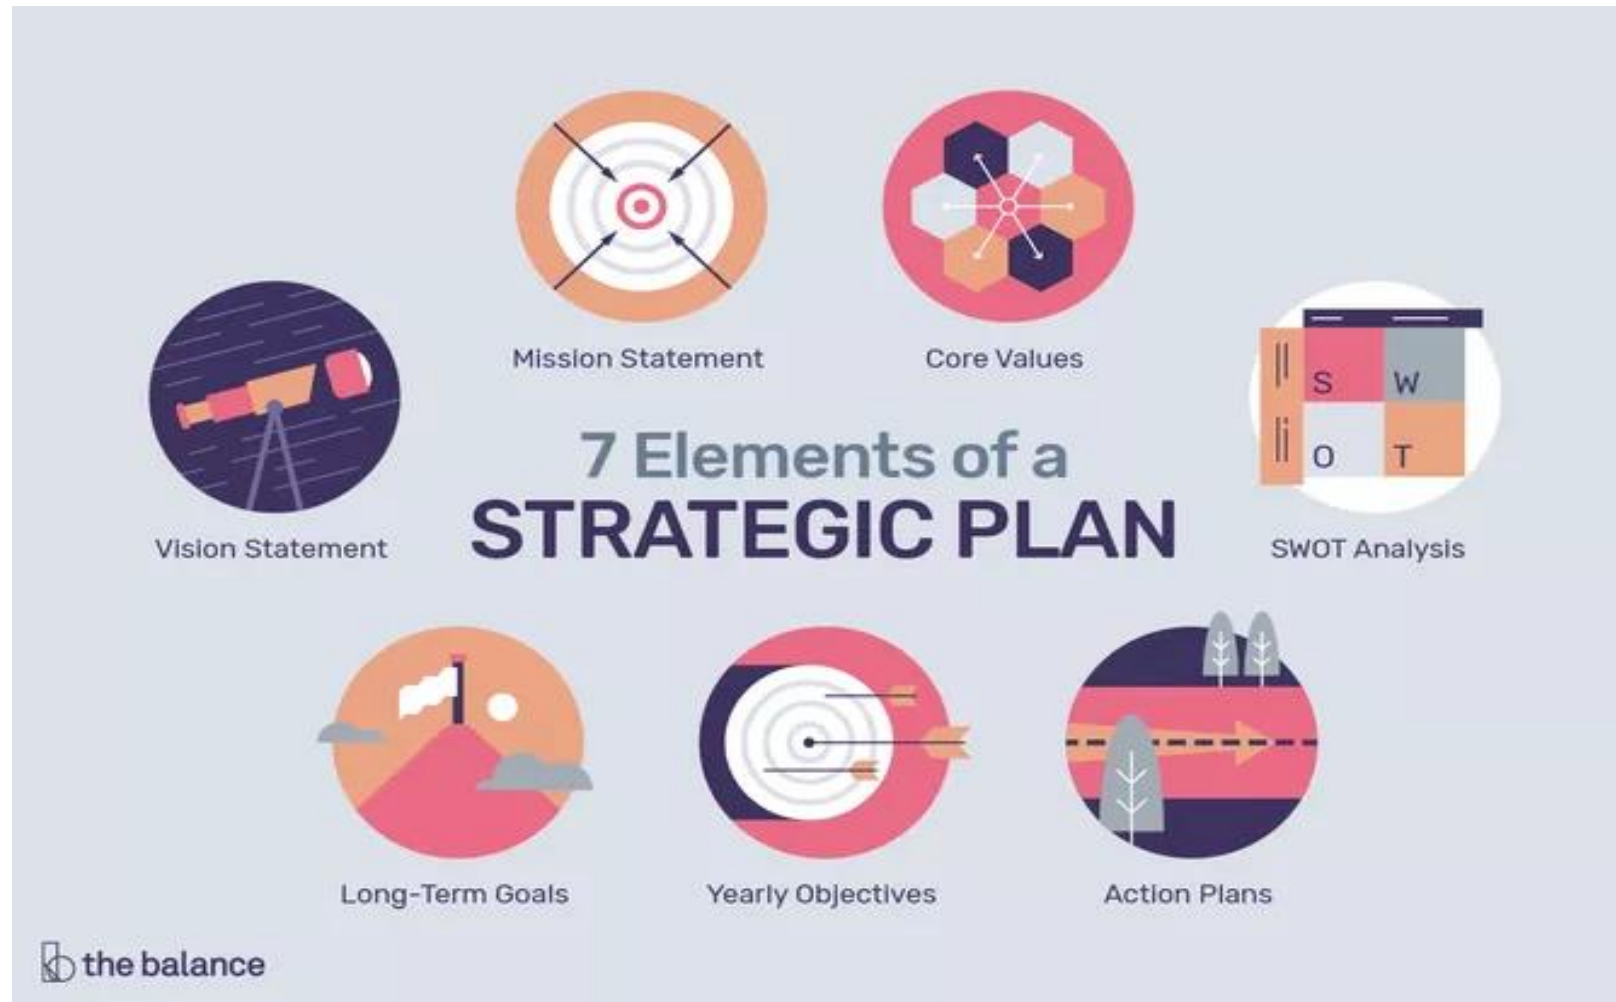 Mission Statement
Core Values
Vision Statement
7 Elements of a
STRATEGIC PLAN
S W
O T
SWOT Analysis
Long-Term Goals
Yearly Objectives
Action Plans
the balance